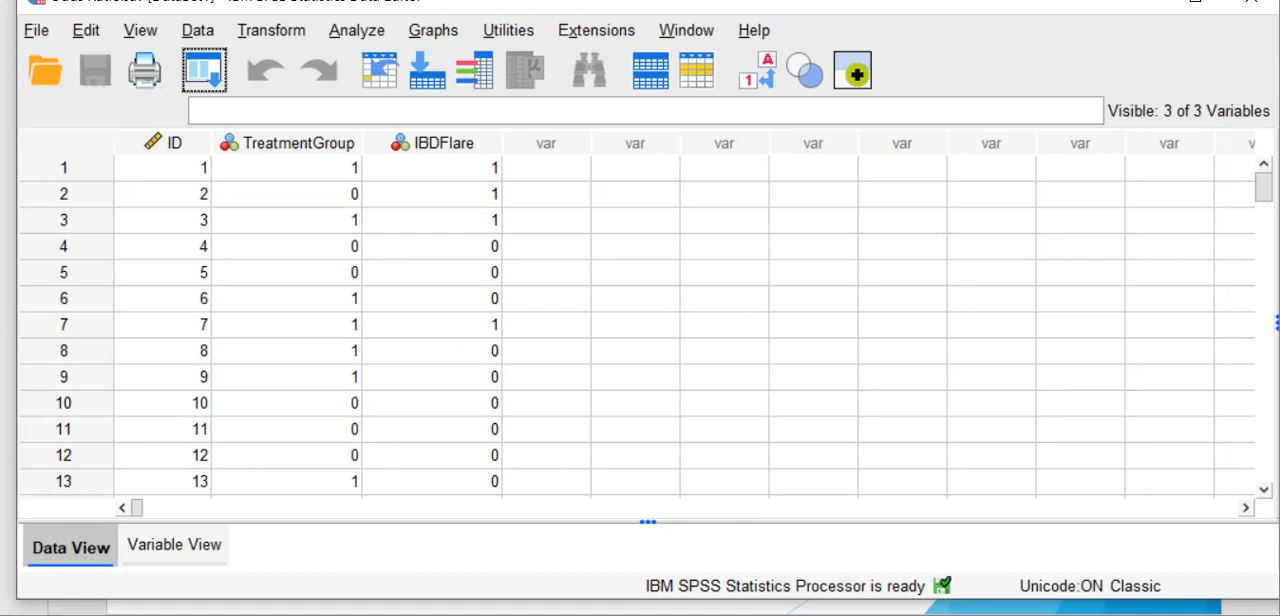 File Edit View Data Transform Analyze Graphs Utilities Extensions Window Help
1 A
Visible: 3 of 3 Variables
ID TreatmentGroup IBDFlare var var var var var var var var
1 1 1 1
2 2 0 1
3 3 1 1
4 4 0 0
5 5 0 0
6 6 1 0
7 7 1 1
8 8 1 0
9 9 1 0
10 10 0 0
11 11 0 0
12 12 0 0
13 13 1 0
Data View Variable View
IBM SPSS Statistics Processor is ready Unicode:ON Classic